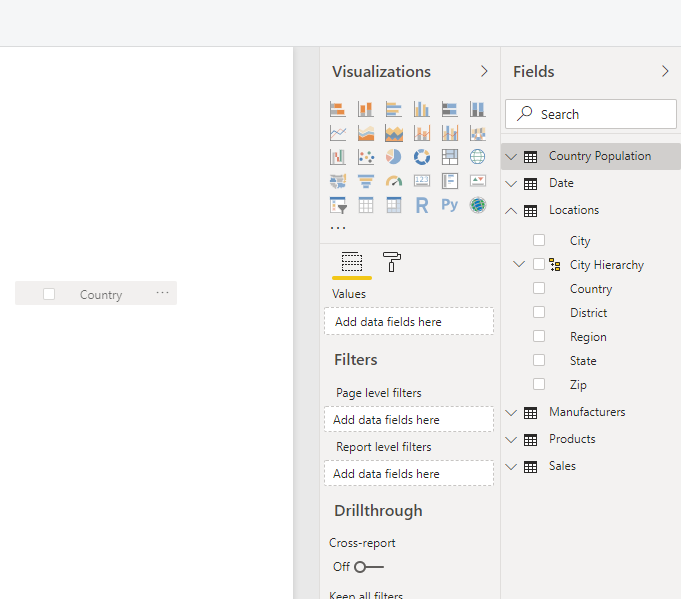 Country
...
Visualizations
123
R
Py
...
Values
Add data fields here
Filters
Page level filters
Add data fields here
Report level filters
Add data fields here
Drillthrough
Cross-report
Off
Keep all filters
Fields
Search
Country Population
Date
Locations
City
City Hierarchy
Country
District
Region
State
Zip
Manufacturers
Products
Sales